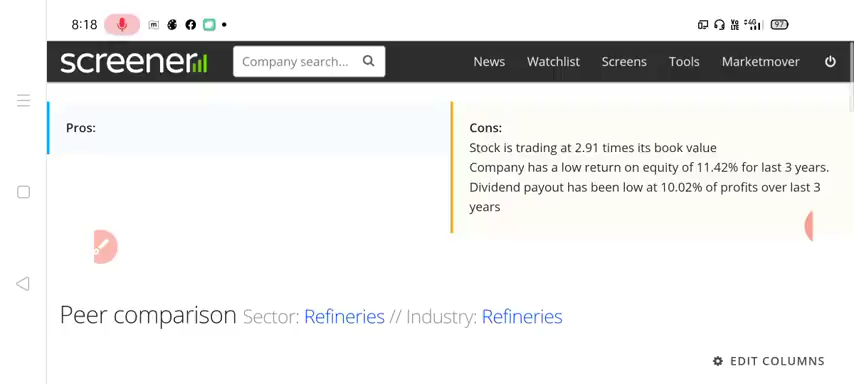 8:18
97
screener
Company search...
News Watchlist Screens Tools Marketmover
Pros:
Cons:
Stock is trading at 2.91 times its book value
Company has a low return on equity of 11.42% for last 3 years.
Dividend payout has been low at 10.02% of profits over last 3
years
Peer comparison Sector: Refineries // Industry: Refineries
EDIT COLUMNS